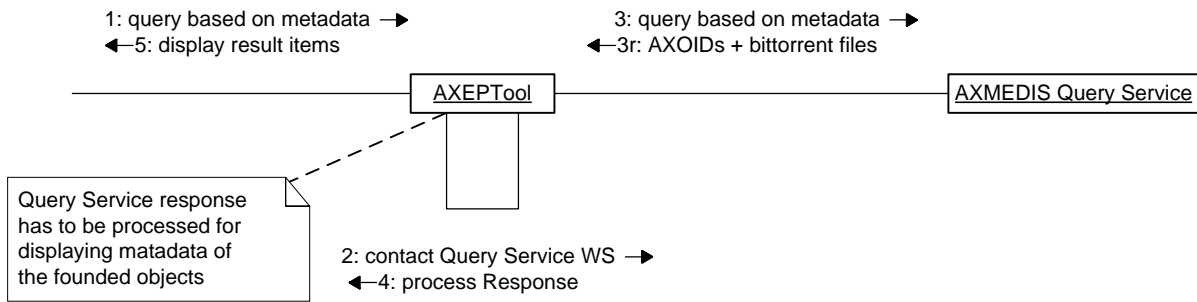 1: query based on metadata
5: display result items
3: query based on metadata
3r: AXOIDs + bittorrent files
AXEPTool
AXMEDIS Query Service
Query Service response
has to be processed for
displaying matadata of
the founded objects
2: contact Query Service WS
4: process Response